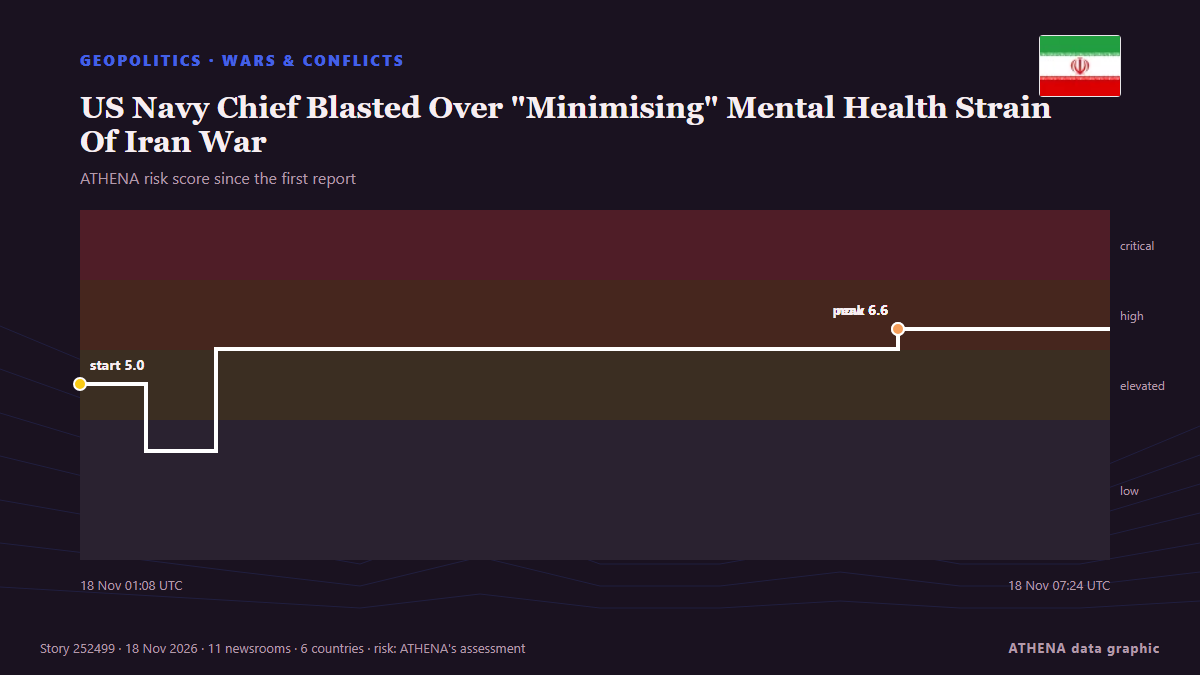 GEOPOLITICS · WARS & CONFLICTS
US Navy Chief Blasted Over "Minimising" Mental Health Strain
Of Iran War
ATHENA risk score since the first report
critical
peak 6.6
high
start 5.0
elevated
low
18 Nov 01:08 UTC
18 Nov 07:24 UTC
Story 252499 · 18 Nov 2026 · 11 newsrooms · 6 countries · risk: ATHENA's assessment
ATHENA data graphic